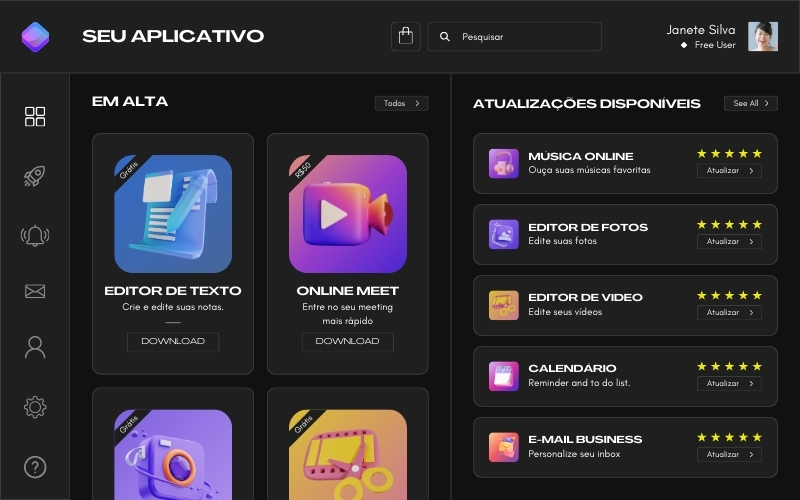 SEU APLICATIVO
Pesquisar
Janete Silva
Free User
EM ALTA
Todos
Grátis
EDITOR DE TEXTO
Crie e edite suas notas.
DOWNLOAD
R$50
ONLINE MEET
Entre no seu meeting
mais rápido
DOWNLOAD
Grátis
Grátis
ATUALIZAÇÕES DISPONÍVEIS
See All
MÚSICA ONLINE
Ouça suas músicas favoritas
Atualizar
EDITOR DE FOTOS
Edite suas fotos
Atualizar
EDITOR DE VIDEO
Edite seus vídeos
Atualizar
CALENDÁRIO
Reminder and to do list.
Atualizar
E-MAIL BUSINESS
Personalize seu inbox
Atualizar